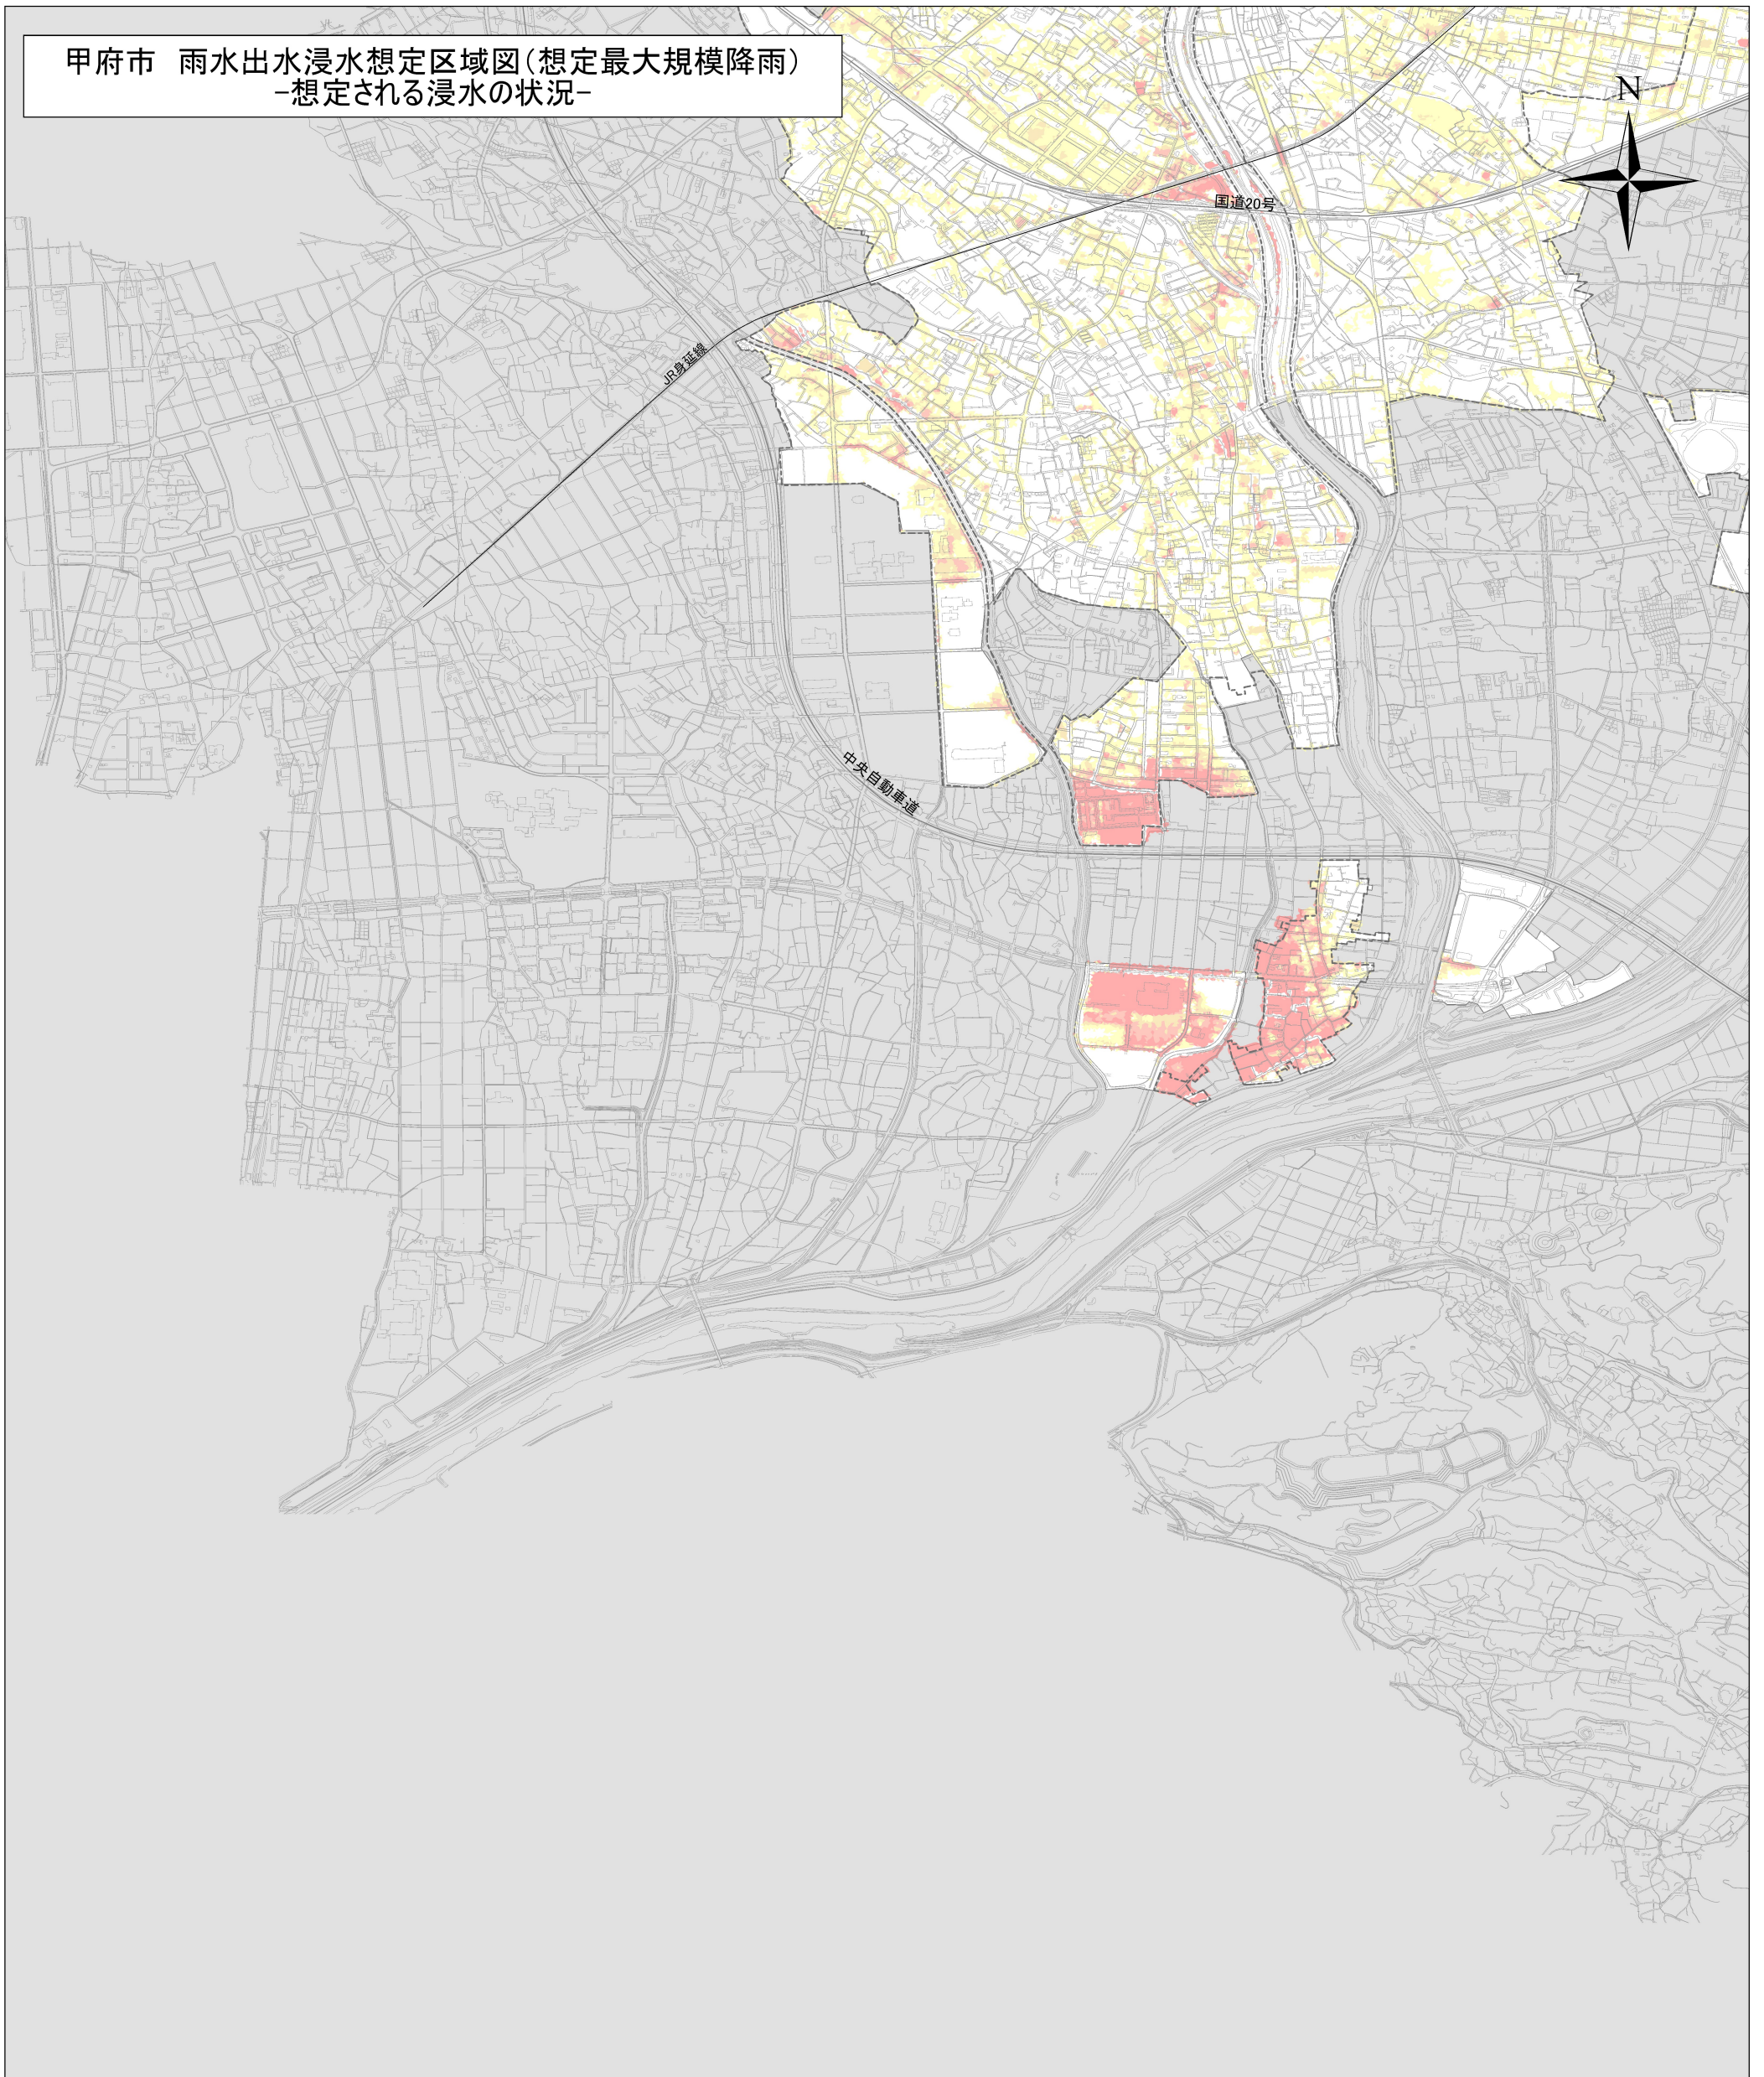 甲府市　雨水出水浸水想定区域図（想定最大規模降雨）
−想定される浸水の状況−
N
国道20号
JR身延線
中央自動車道